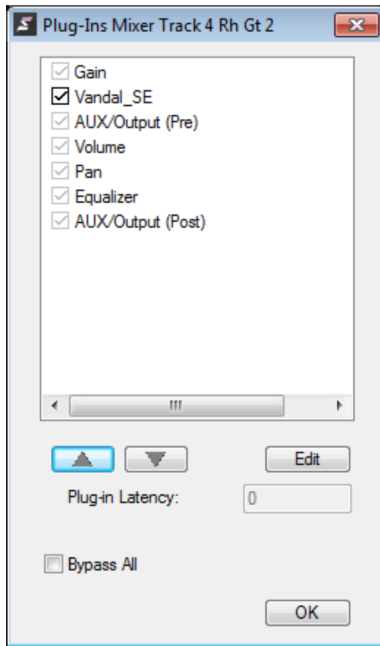 Plug-Ins Mixer Track 4 Rh Gt 2
Gain
Vandal_SE
AUX/Output (Pre)
Volume
Pan
Equalizer
AUX/Output (Post)
Edit
Plug-in Latency: 0
Bypass All
OK